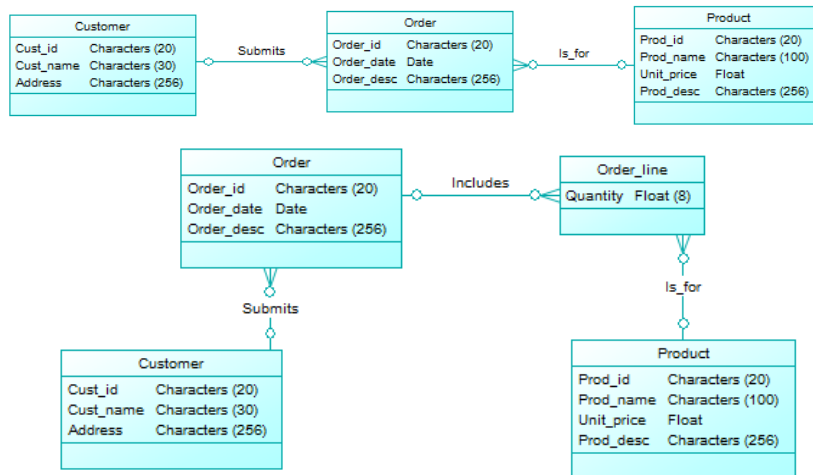 Customer
Cust_id Characters (20)
Cust_name Characters (30)
Address Characters (256)
Submits
Order
Order_id Characters (20)
Order_date Date
Order_desc Characters (256)
Is_for
Product
Prod_id Characters (20)
Prod_name Characters (100)
Unit_price Float
Prod_desc Characters (256)
Order
Order_id Characters (20)
Order_date Date
Order_desc Characters (256)
Includes
Order_line
Quantity Float (8)
Submits
Is_for
Customer
Cust_id Characters (20)
Cust_name Characters (30)
Address Characters (256)
Product
Prod_id Characters (20)
Prod_name Characters (100)
Unit_price Float
Prod_desc Characters (256)